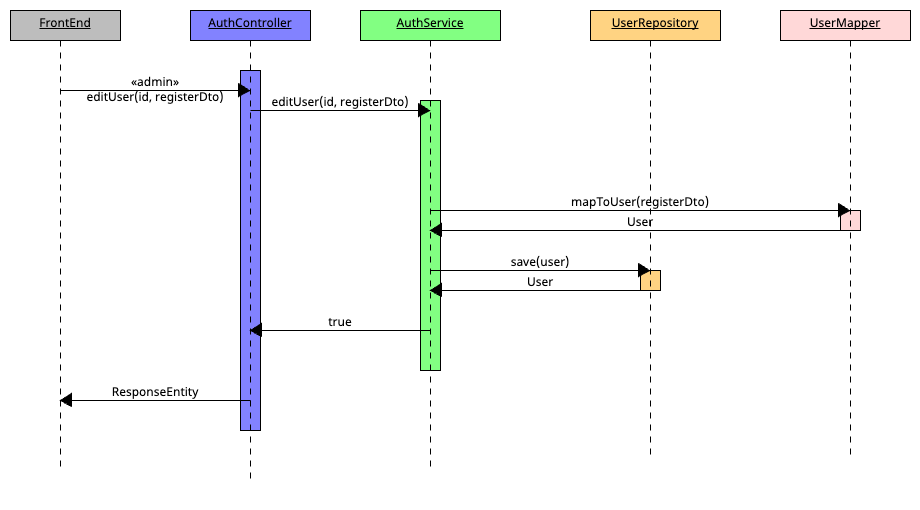 FrontEnd
AuthController
AuthService
UserRepository
UserMapper
«admin»
editUser(id, registerDto)
editUser(id, registerDto)
mapToUser(registerDto)
User
save(user)
User
true
ResponseEntity